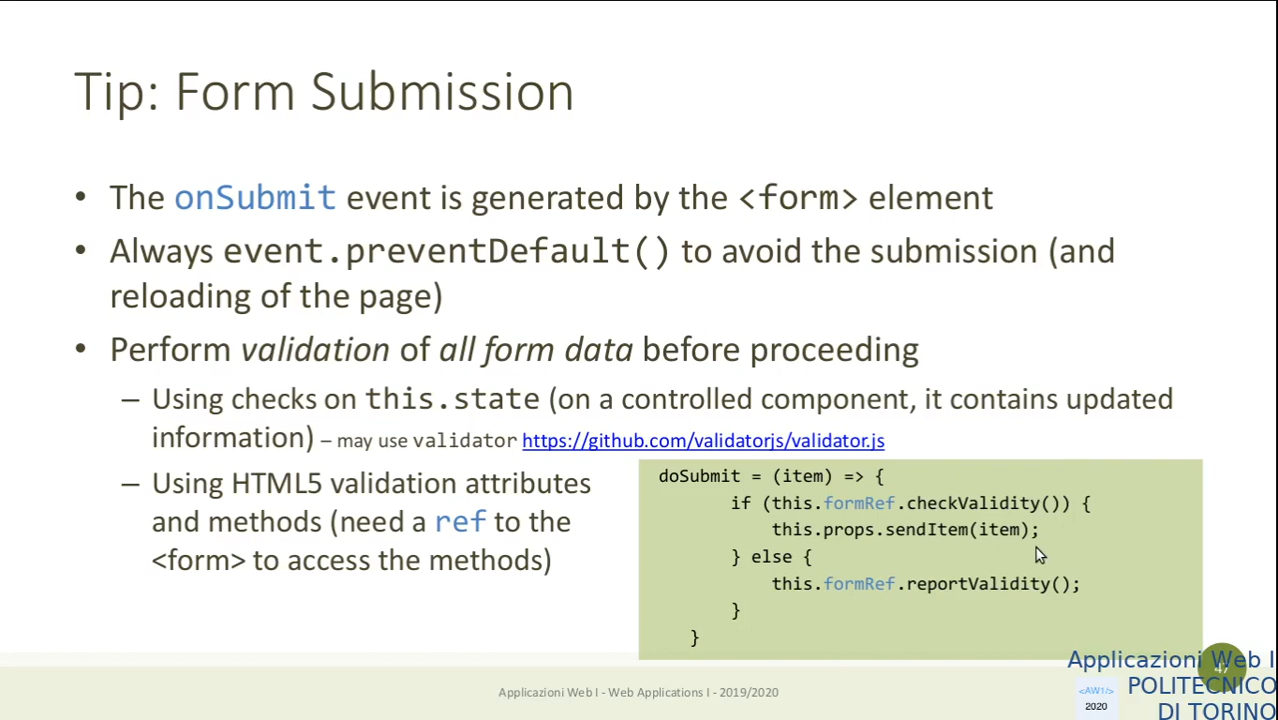 Tip: Form Submission
• The onSubmit event is generated by the <form> element
• Always event.preventDefault() to avoid the submission (and
reloading of the page)
• Perform validation of all form data before proceeding
– Using checks on this.state (on a controlled component, it contains updated
information) – may use validator https://github.com/validatorjs/validator.js
– Using HTML5 validation attributes
and methods (need a ref to the
<form> to access the methods)
doSubmit = (item) => {
if (this.formRef.checkValidity()) {
this.props.sendItem(item);
} else {
this.formRef.reportValidity();
}
}
Applicazioni Web I - Web Applications I - 2019/2020
Applicazioni Web I
POLITECNICO
DI TORINO
<AW1/>
2020